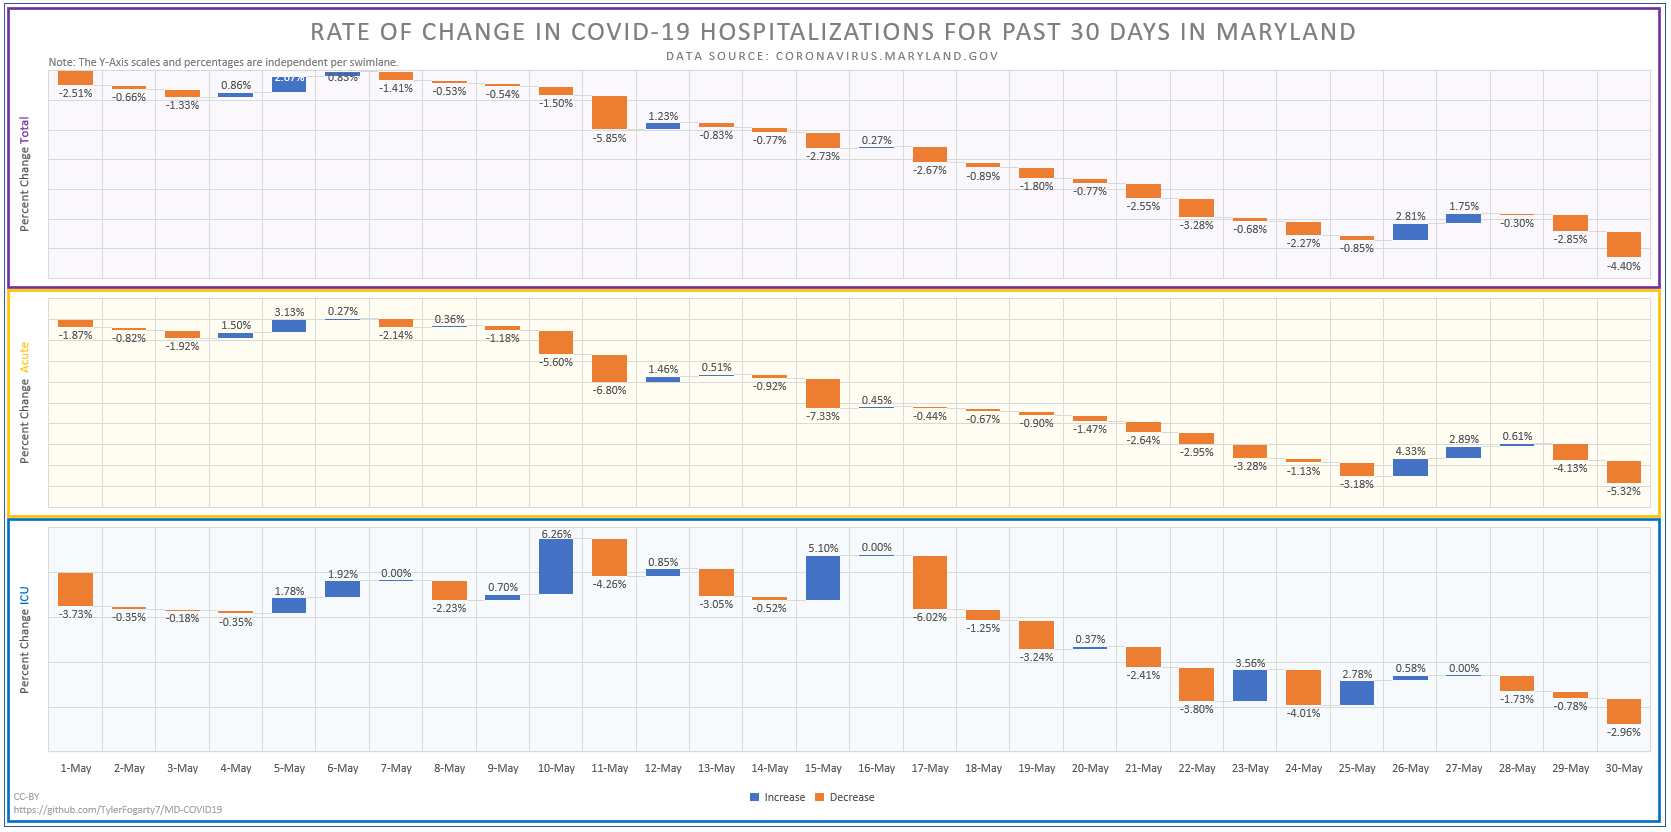 RATE OF CHANGE IN COVID-19 HOSPITALIZATIONS FOR PAST 30 DAYS IN MARYLAND
DATA SOURCE: CORONAVIRUS.MARYLAND.GOV
Note: The Y-Axis scales and percentages are independent per swimlane.
Percent Change Total
-2.51% -0.66% -1.33% 0.86% 2.07% 0.83% -1.41% -0.53% -0.54% -1.50% -5.85% 1.23% -0.83% -0.77% -2.73% 0.27% -2.67% -0.89% -1.80% -0.77% -2.55% -3.28% -0.68% -2.27% -0.85% 2.81% 1.75% -0.30% -2.85% -4.40%
Percent Change Acute
-1.87% -0.82% -1.92% 1.50% 3.13% 0.27% -2.14% 0.36% -1.18% -5.60% -6.80% 1.46% 0.51% -0.92% -7.33% 0.45% -0.44% -0.67% -0.90% -1.47% -2.64% -2.95% -3.28% -1.13% -3.18% 4.33% 2.89% 0.61% -4.13% -5.32%
Percent Change ICU
-3.73% -0.35% -0.18% -0.35% 1.78% 1.92% 0.00% -2.23% 0.70% 6.26% -4.26% 0.85% -3.05% -0.52% 5.10% 0.00% -6.02% -1.25% -3.24% 0.37% -2.41% -3.80% 3.56% -4.01% 2.78% 0.58% 0.00% -1.73% -0.78% -2.96%
1-May 2-May 3-May 4-May 5-May 6-May 7-May 8-May 9-May 10-May 11-May 12-May 13-May 14-May 15-May 16-May 17-May 18-May 19-May 20-May 21-May 22-May 23-May 24-May 25-May 26-May 27-May 28-May 29-May 30-May
Increase Decrease
CC-BY
https://github.com/TylerFogarty7/MD-COVID19